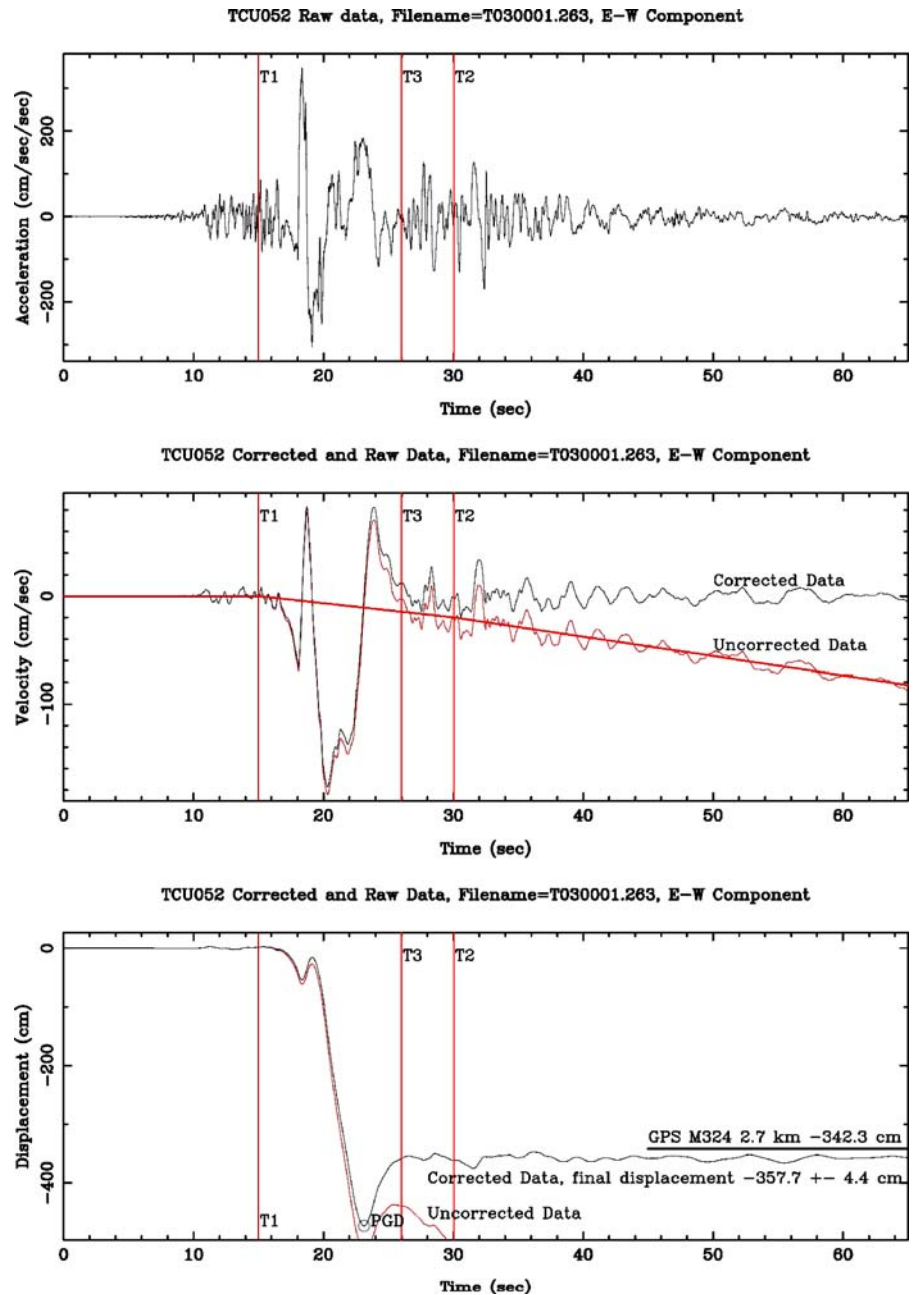 TCU052 Raw data, Filename=T030001.263, E-W Component
Acceleration (cm/sec/sec)
200
0
-200
T1
T3
T2
0
10
20
30
40
50
60
Time (sec)
TCU052 Corrected and Raw Data, Filename=T030001.263, E-W Component
Velocity (cm/sec)
0
-100
T1
T3
T2
Corrected Data
Uncorrected Data
0
10
20
30
40
50
60
Time (sec)
TCU052 Corrected and Raw Data, Filename=T030001.263, E-W Component
Displacement (cm)
0
-200
-400
T3
T2
GPS M324 2.7 km -342.3 cm
Corrected Data, final displacement -357.7 +- 4.4 cm
T1
PGD
Uncorrected Data
0
10
20
30
40
50
60
Time (sec)